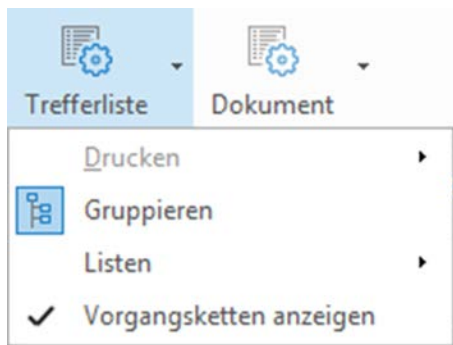 Trefferliste
Dokument
Drucken
Gruppieren
Listen
Vorgangsketten anzeigen